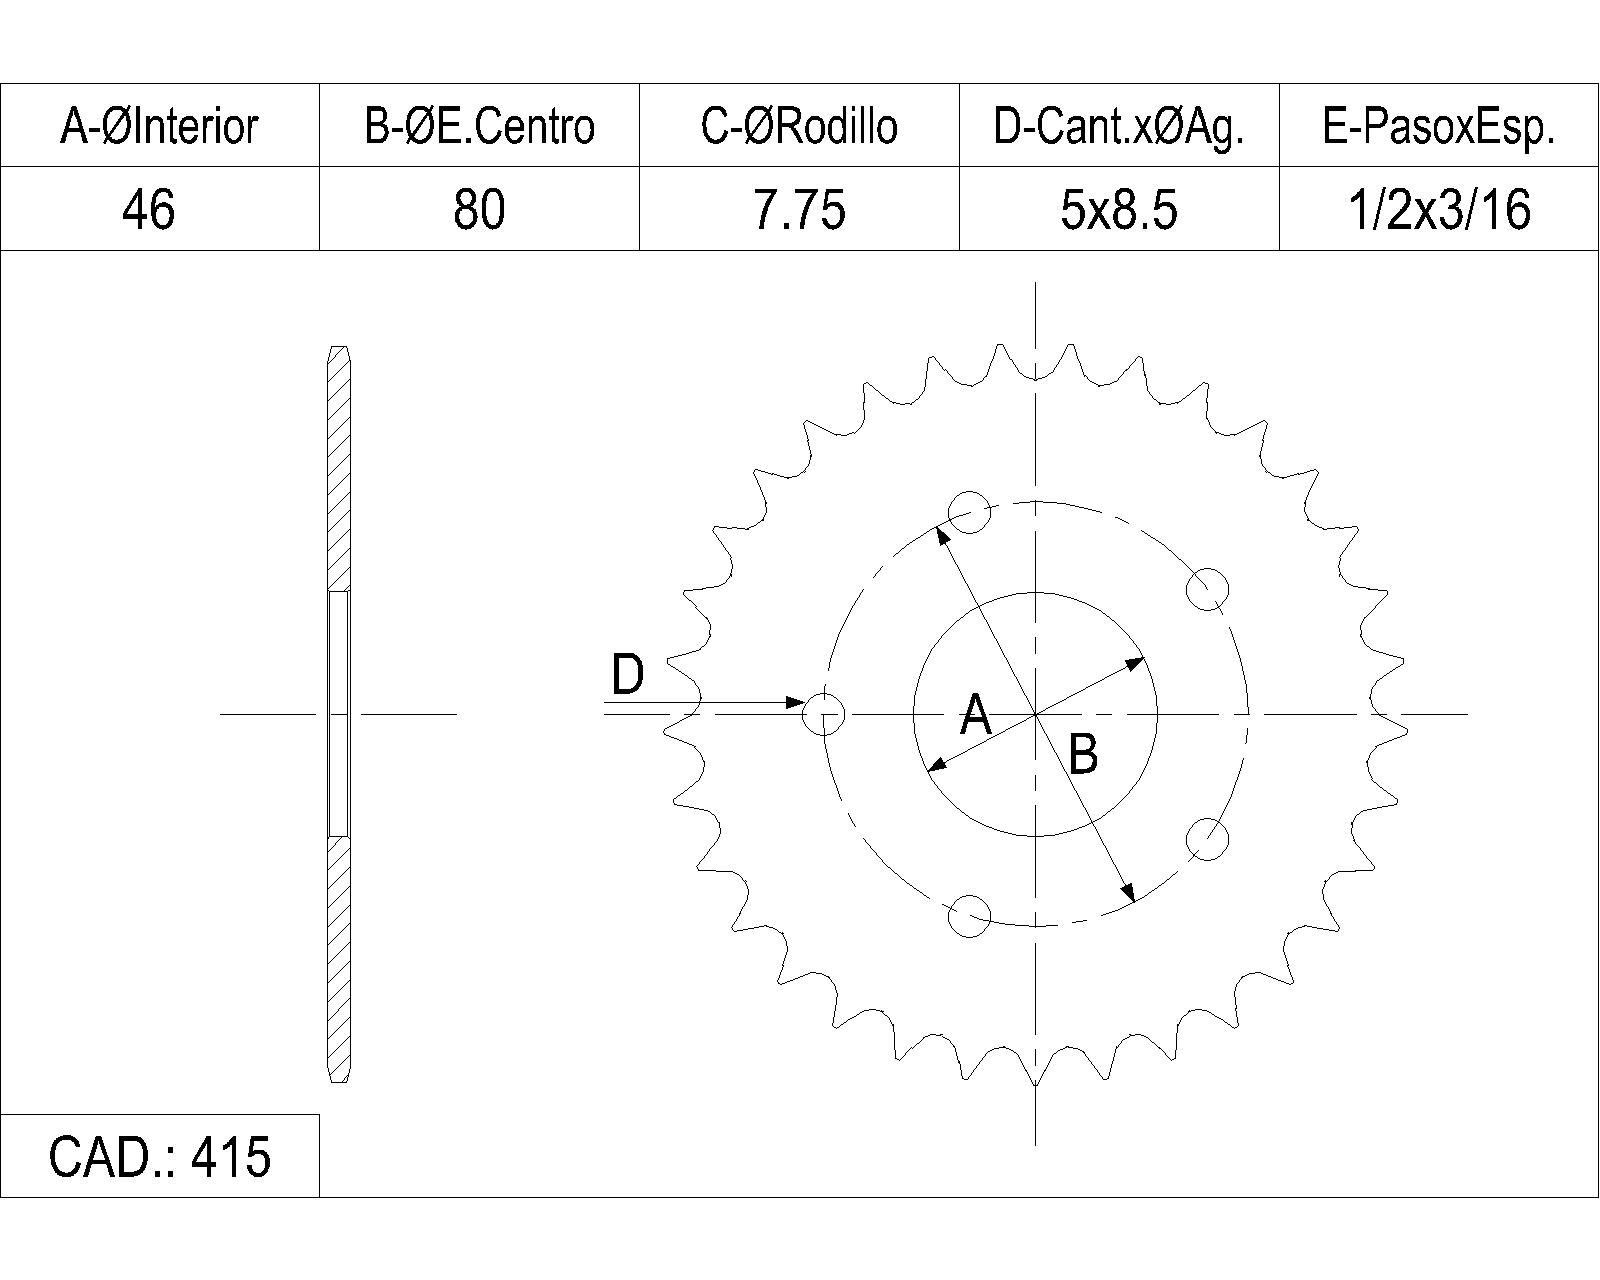 A-ØInterior B-ØE.Centro C-ØRodillo D-Cant.xØAg. E-PasoxEsp.
46 80 7.75 5x8.5 1/2x3/16
D
A
B
CAD.: 415